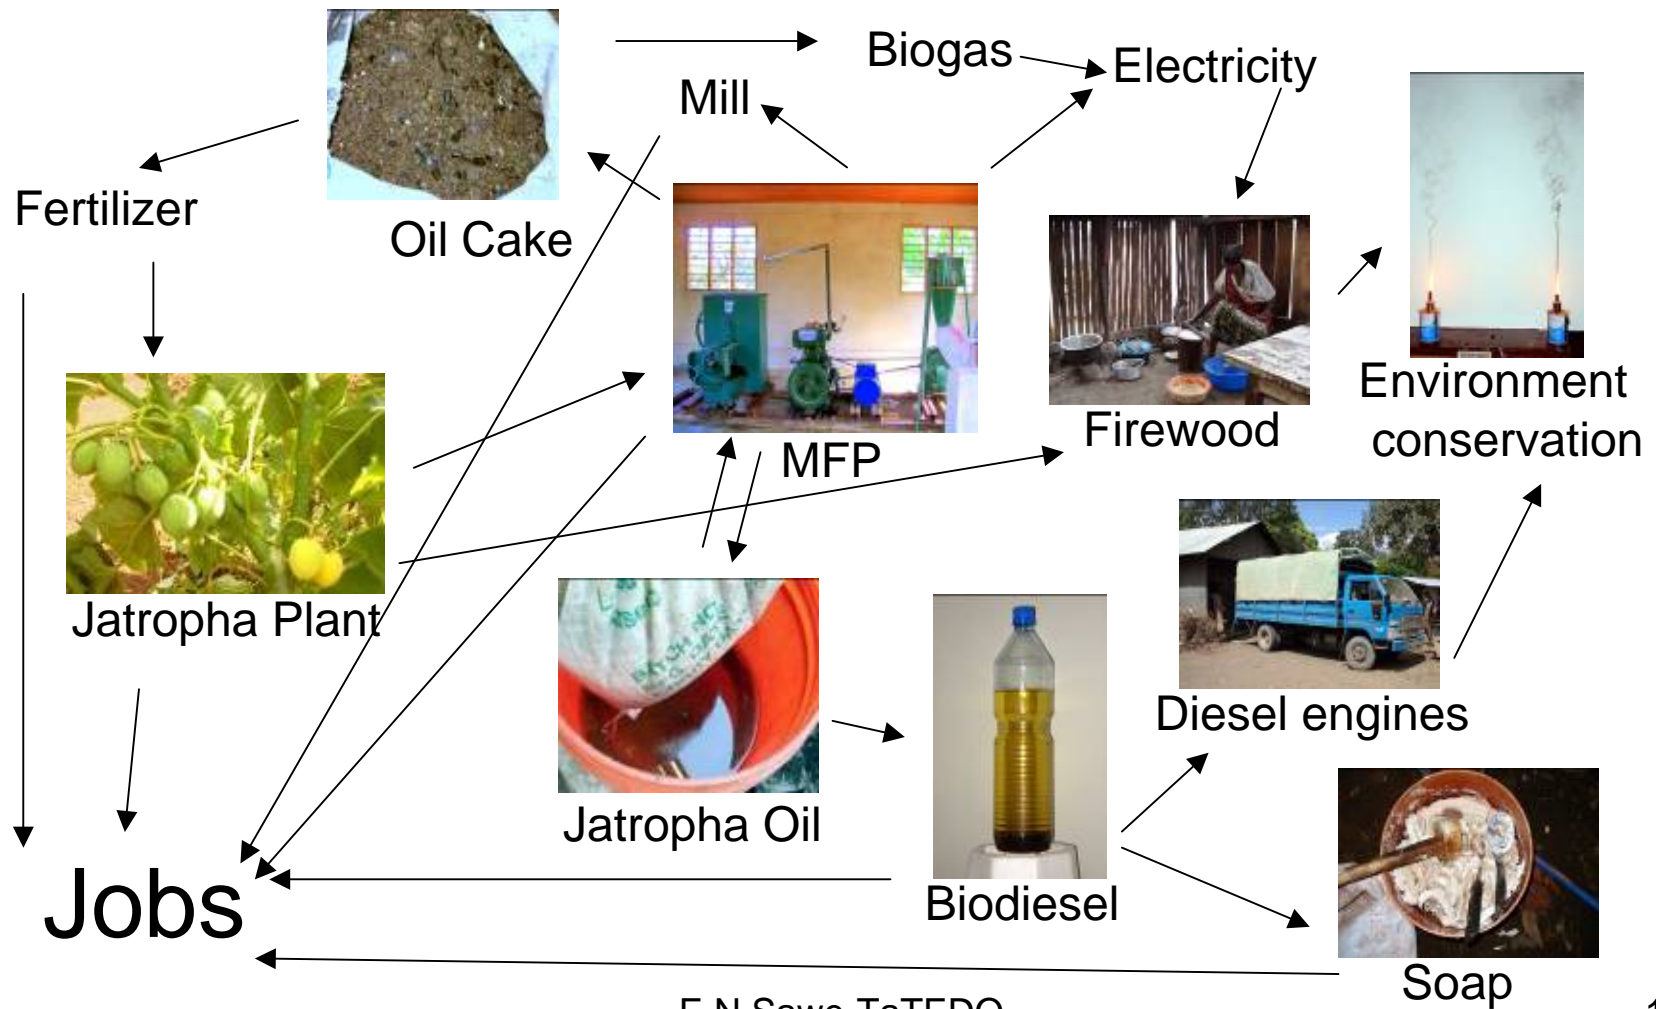 Biogas
Electricity
Mill
Fertilizer
Oil Cake
Environment
conservation
Firewood
MFP
Jatropha Plant
Diesel engines
Jatropha Oil
Jobs
Biodiesel
Soap